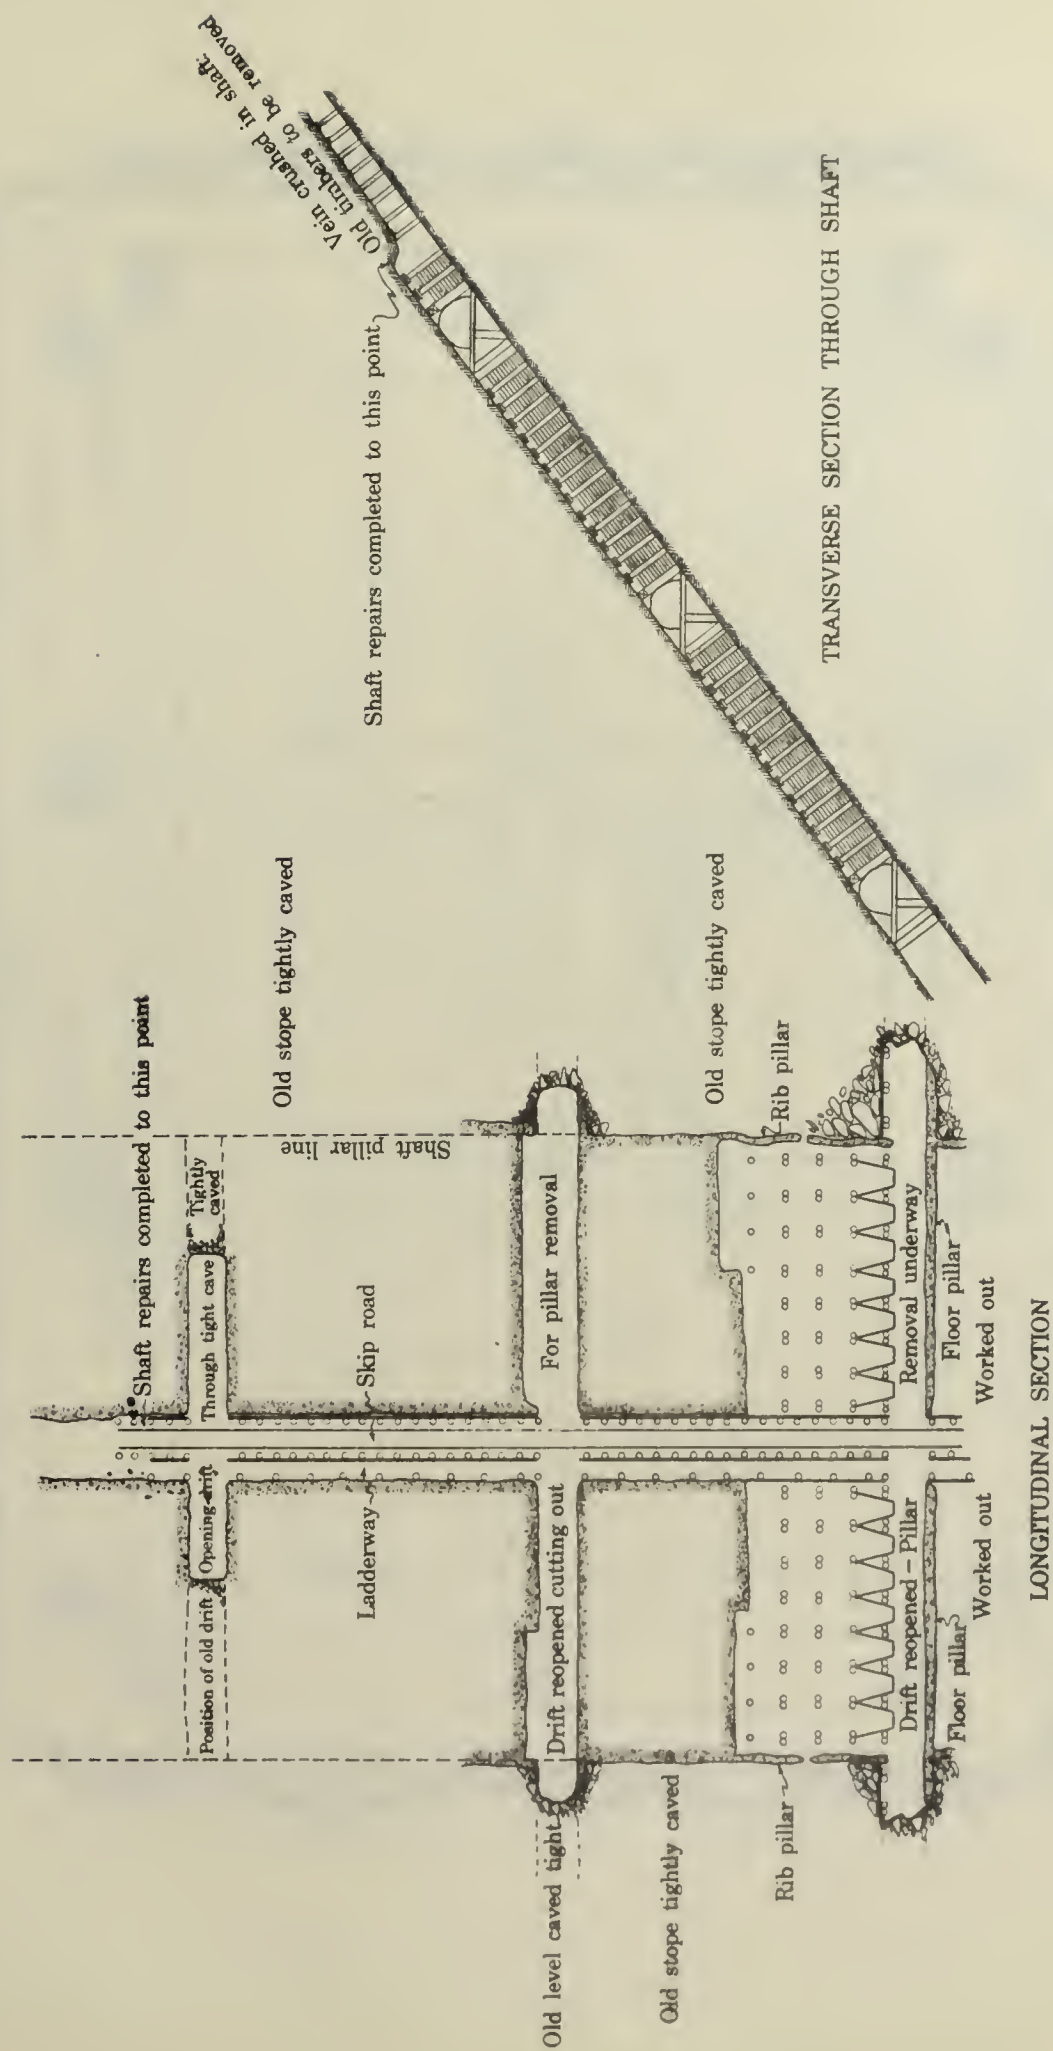 Shaft repairs completed to this point
Tightly
caved
Through tight cave
Opening drift
Position of old drift
Old stope tightly caved
Shaft pillar line
Skip road
Ladderway
For pillar removal
Drift reopened cutting out
Old level caved tight
Old stope tightly caved
Old stope tightly caved
Rib pillar
Rib pillar
Removal underway
Drift reopened – Pillar
Floor pillar
Floor pillar
Worked out
Worked out
LONGITUDINAL SECTION
Vein crushed in shaft.
Old timbers to be removed
Shaft repairs completed to this point
TRANSVERSE SECTION THROUGH SHAFT